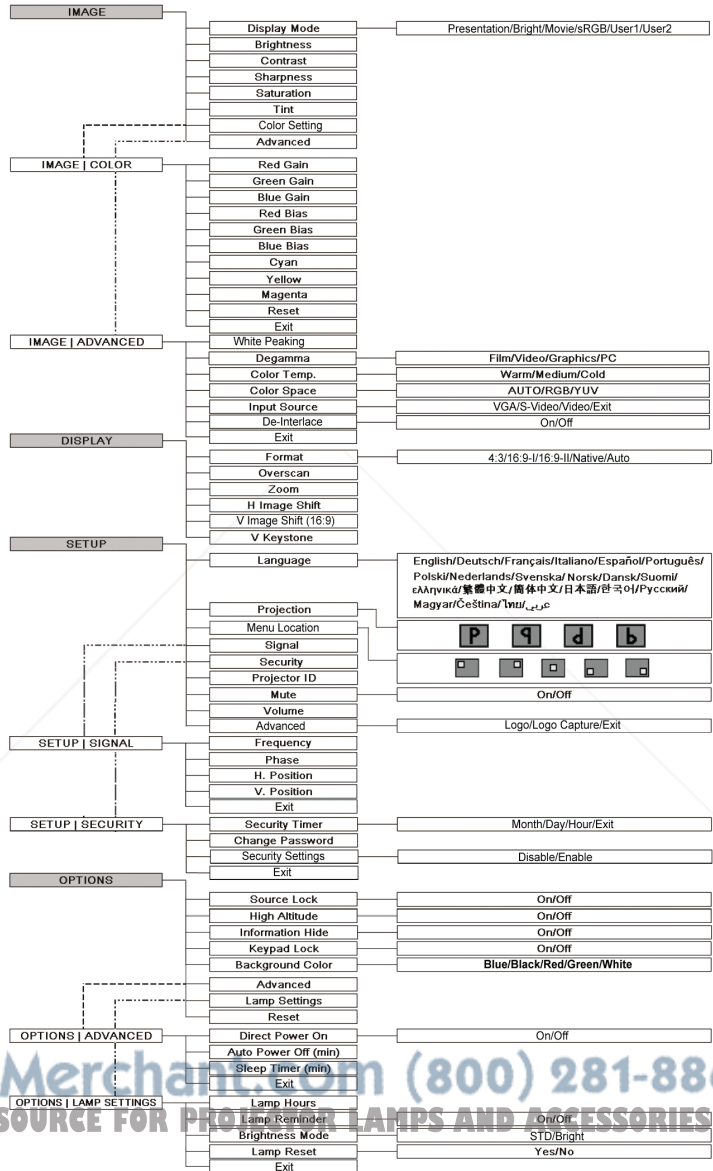 IMAGE
Display Mode Presentation/Bright/Movie/sRGB/User1/User2
Brightness
Contrast
Sharpness
Saturation
Tint
Color Setting
Advanced
IMAGE | COLOR Red Gain
Green Gain
Blue Gain
Red Bias
Green Bias
Blue Bias
Cyan
Yellow
Magenta
Reset
Exit
IMAGE | ADVANCED White Peaking
Degamma Film/Video/Graphics/PC
Color Temp. Warm/Medium/Cold
Color Space AUTO/RGB/YUV
Input Source VGA/S-Video/Video/Exit
De-Interlace On/Off
Exit
DISPLAY
Format 4:3/16:9-I/16:9-II/Native/Auto
Overscan
Zoom
H Image Shift
V Image Shift (16:9)
V Keystone
SETUP
Language English/Deutsch/Français/Italiano/Español/Português/
Polski/Nederlands/Svenska/ Norsk/Dansk/Suomi/
ελληνικά/繁體中文/简体中文/日本語/한국어/Русский/
Magyar/Čeština/ไทย/عربي
Projection P
Menu Location
Signal
Security
Projector ID
Mute On/Off
Volume
Advanced Logo/Logo Capture/Exit
SETUP | SIGNAL Frequency
Phase
H. Position
V. Position
Exit
SETUP | SECURITY Security Timer Month/Day/Hour/Exit
Change Password
Security Settings Disable/Enable
Exit
OPTIONS
Source Lock On/Off
High Altitude On/Off
Information Hide On/Off
Keypad Lock On/Off
Background Color Blue/Black/Red/Green/White
Advanced
Lamp Settings
Reset
OPTIONS | ADVANCED Direct Power On On/Off
Auto Power Off (min)
Sleep Timer (min)
Exit
Merchant.com (800) 281-88
OPTIONS | LAMP SETTINGS Lamp Hours
SOURCE FOR PROJECTOR LAMPS AND ACCESSORIES
Lamp Reminder On/Off
Brightness Mode STD/Bright
Lamp Reset Yes/No
Exit